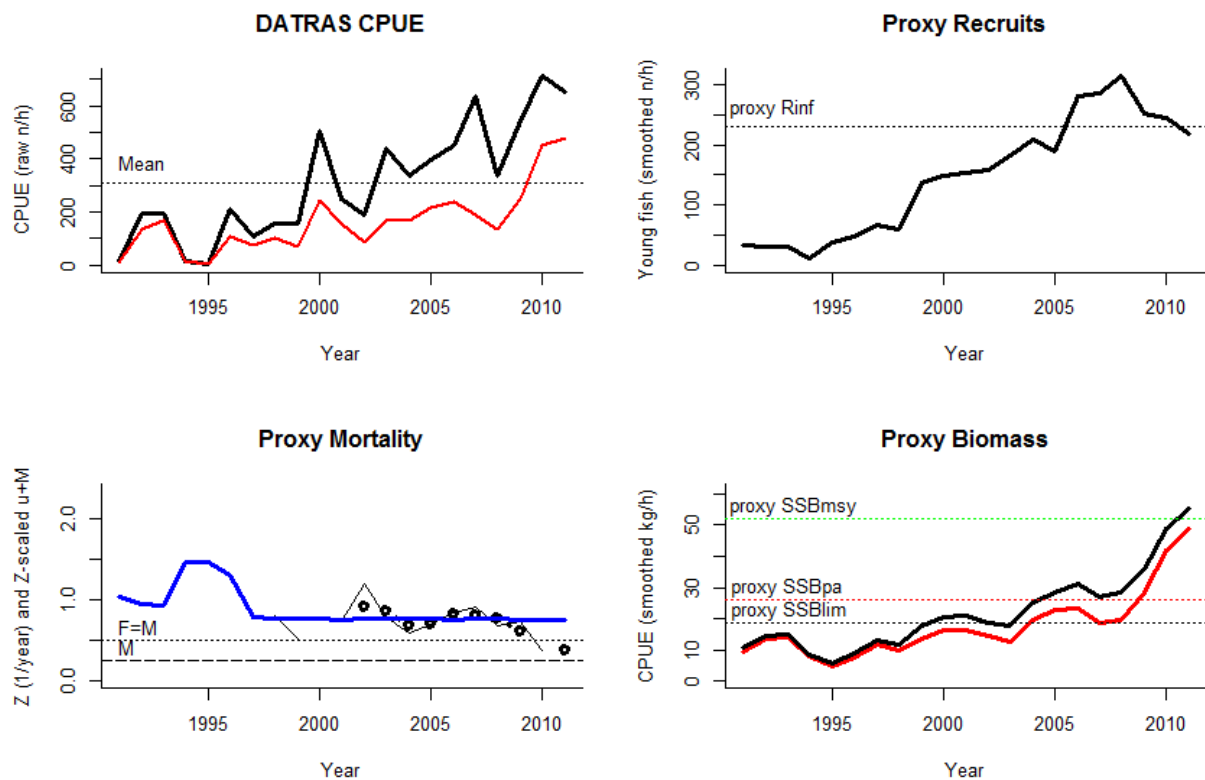 DATRAS CPUE
CPUE (raw n/h)
0 200 400 600
Mean
1995 2000 2005 2010
Year
Proxy Recruits
Young fish (smoothed n/h)
0 50 100 200 300
proxy Rinf
1995 2000 2005 2010
Year
Proxy Mortality
Z (1/year) and Z-scaled u+M
0.0 1.0 2.0
F=M
M
1995 2000 2005 2010
Year
Proxy Biomass
CPUE (smoothed kg/h)
0 10 30 50
proxy SSBmsy
proxy SSBpa
proxy SSBlim
1995 2000 2005 2010
Year